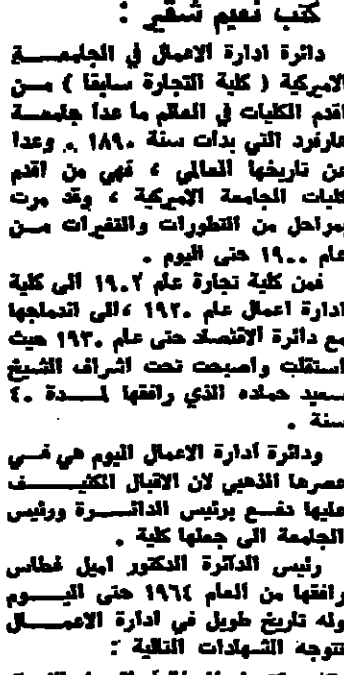 كتب نعيم شقير :
دائرة ادارة الاعمال في الجامعة
الاميركية ( كلية التجارة سابقا ) من
اقدم الكليات في العالم ما عدا جامعة
هارفرد التي بدأت سنة ١٨٩٠ . وعدا
عن تاريخها العالي ، فهي من اقدم
كليات الجامعة الاميركية ، وقد مرت
بمراحل من التطورات والتغيرات من
عام ١٩٠٠ حتى اليوم .
فمن كلية تجارة عام ١٩٠٢ الى كلية
ادارة اعمال عام ١٩٢٠ ، الى اندماجها
مع دائرة الاقتصاد حتى عام ١٩٣٠ حيث
استقلت واصبحت تحت اشراف الشيخ
سعيد حماده الذي رافقها لمدة ٤٠
سنة .
ودائرة ادارة الاعمال اليوم هي في
عصرها الذهبي لان الاقبال الكثيف
عليها دفع برئيس الدائرة ورئيس
الجامعة الى جعلها كلية .
رئيس الدائرة الدكتور اميل غطاس
رافقها من العام ١٩٦٤ حتى اليوم
وله تاريخ طويل في ادارة الاعمال
تتوجه الشهادات التالية :